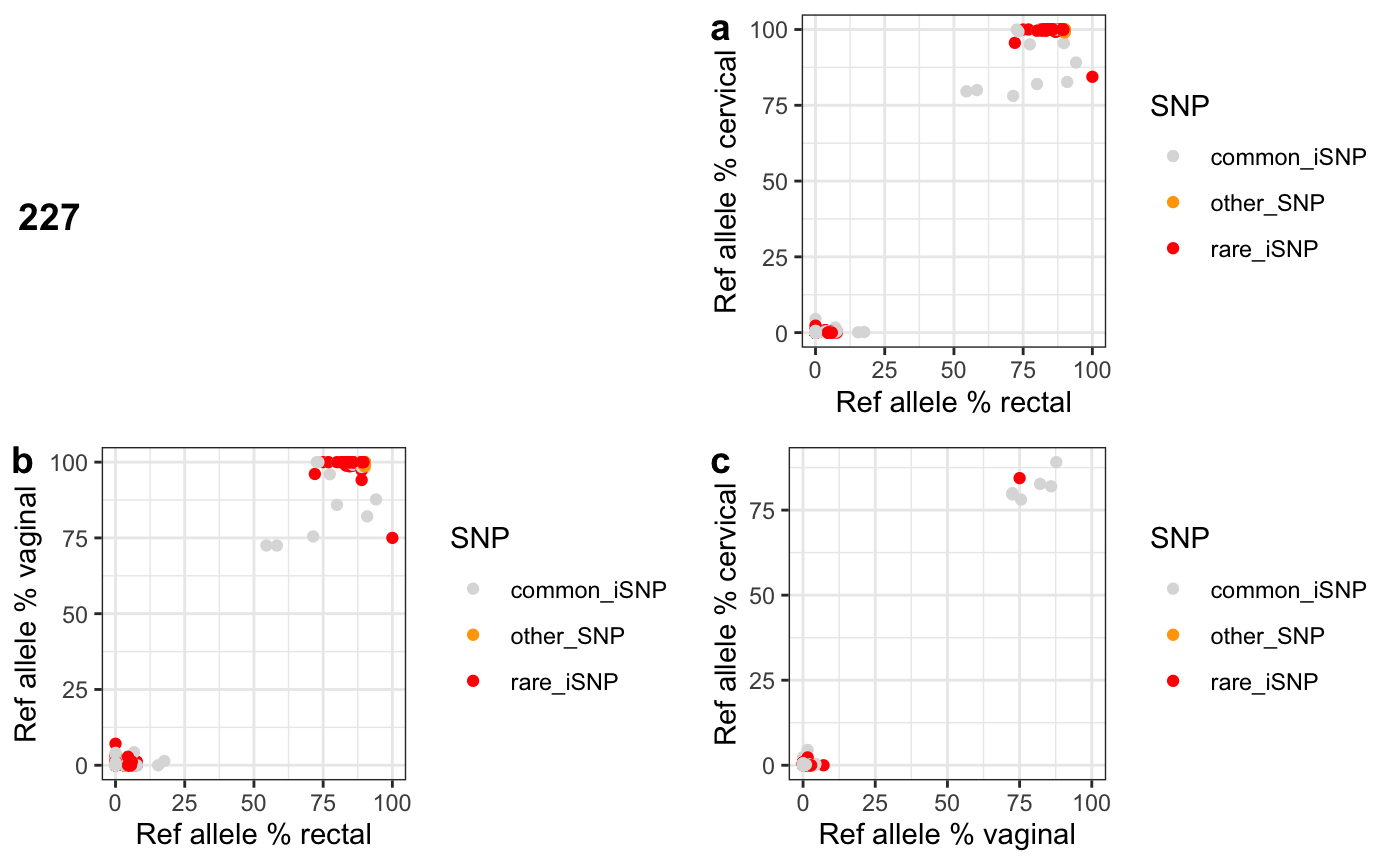 227
a
Ref allele % cervical
100
75
50
25
0
0 25 50 75 100
Ref allele % rectal
SNP
common_iSNP
other_SNP
rare_iSNP
b
Ref allele % vaginal
100
75
50
25
0
0 25 50 75 100
Ref allele % rectal
SNP
common_iSNP
other_SNP
rare_iSNP
c
Ref allele % cervical
75
50
25
0
0 25 50 75 100
Ref allele % vaginal
SNP
common_iSNP
other_SNP
rare_iSNP